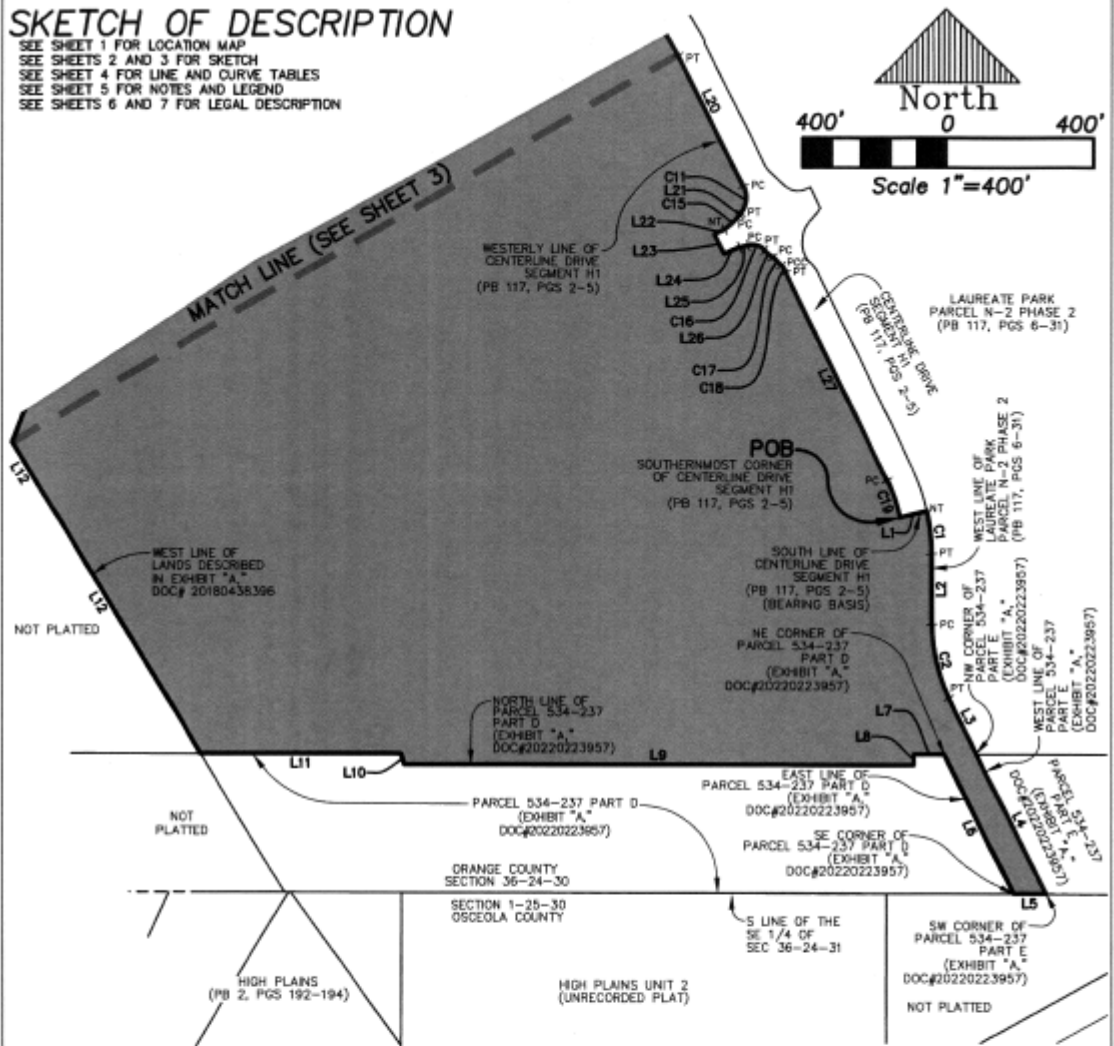 SKETCH OF DESCRIPTION
SEE SHEET 1 FOR LOCATION MAP
SEE SHEETS 2 AND 3 FOR SKETCH
SEE SHEET 4 FOR LINE AND CURVE TABLES
SEE SHEET 5 FOR NOTES AND LEGEND
SEE SHEETS 6 AND 7 FOR LEGAL DESCRIPTION
North
400'
0
400'
Scale 1"=400'
PT
L20
MATCH LINE (SEE SHEET 3)
C11
L21
C15
L22
L23
L24
L25
C16
L26
C17
C18
PC
PT
PC
NT
PC
PT
PC
PCC
PT
WESTERLY LINE OF
CENTERLINE DRIVE
SEGMENT H1
(PB 117, PGS 2-5)
CENTERLINE DRIVE
SEGMENT H1
(PB 117, PGS 2-5)
LAUREATE PARK
PARCEL N-2 PHASE 2
(PB 117, PGS 6-31)
L27
POB
SOUTHERNMOST CORNER
OF CENTERLINE DRIVE
SEGMENT H1
(PB 117, PGS 2-5)
PC
C19
L1
NT
C1
PT
L2
PC
C2
PT
L3
WEST LINE OF
LAUREATE PARK
PARCEL N-2 PHASE 2
(PB 117, PGS 6-31)
SOUTH LINE OF
CENTERLINE DRIVE
SEGMENT H1
(PB 117, PGS 2-5)
(BEARING BASIS)
L12
WEST LINE OF
LANDS DESCRIBED
IN EXHIBIT "A,"
DOC# 20180438396
L12
NOT PLATTED
NE CORNER OF
PARCEL 534-237
PART D
(EXHIBIT "A,"
DOC#20220223957)
NW CORNER OF
PARCEL 534-237
PART E
(EXHIBIT "A,"
DOC#20220223957)
WEST LINE OF
PARCEL 534-237
PART E
(EXHIBIT "A,"
DOC#20220223957)
NORTH LINE OF
PARCEL 534-237
PART D
(EXHIBIT "A,"
DOC#20220223957)
L7
L8
L9
L11
L10
EAST LINE OF
PARCEL 534-237 PART D
(EXHIBIT "A,"
DOC#20220223957)
L6
L4
PARCEL 534-237
PART E
(EXHIBIT "A,"
DOC#20220223957)
NOT
PLATTED
PARCEL 534-237 PART D
(EXHIBIT "A,"
DOC#20220223957)
SE CORNER OF
PARCEL 534-237 PART D
(EXHIBIT "A,"
DOC#20220223957)
ORANGE COUNTY
SECTION 36-24-30
SECTION 1-25-30
OSCEOLA COUNTY
L5
S LINE OF THE
SE 1/4 OF
SEC 36-24-31
SW CORNER OF
PARCEL 534-237
PART E
(EXHIBIT "A,"
DOC#20220223957)
HIGH PLAINS
(PB 2, PGS 192-194)
HIGH PLAINS UNIT 2
(UNRECORDED PLAT)
NOT PLATTED